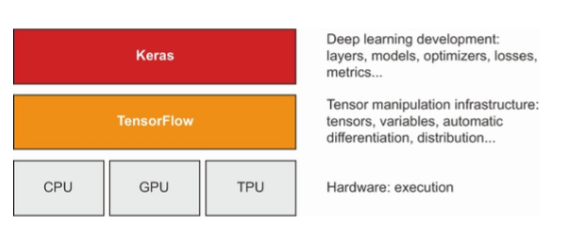 Keras
Deep learning development:
layers, models, optimizers, losses,
metrics...
TensorFlow
Tensor manipulation infrastructure:
tensors, variables, automatic
differentiation, distribution...
CPU
GPU
TPU
Hardware: execution